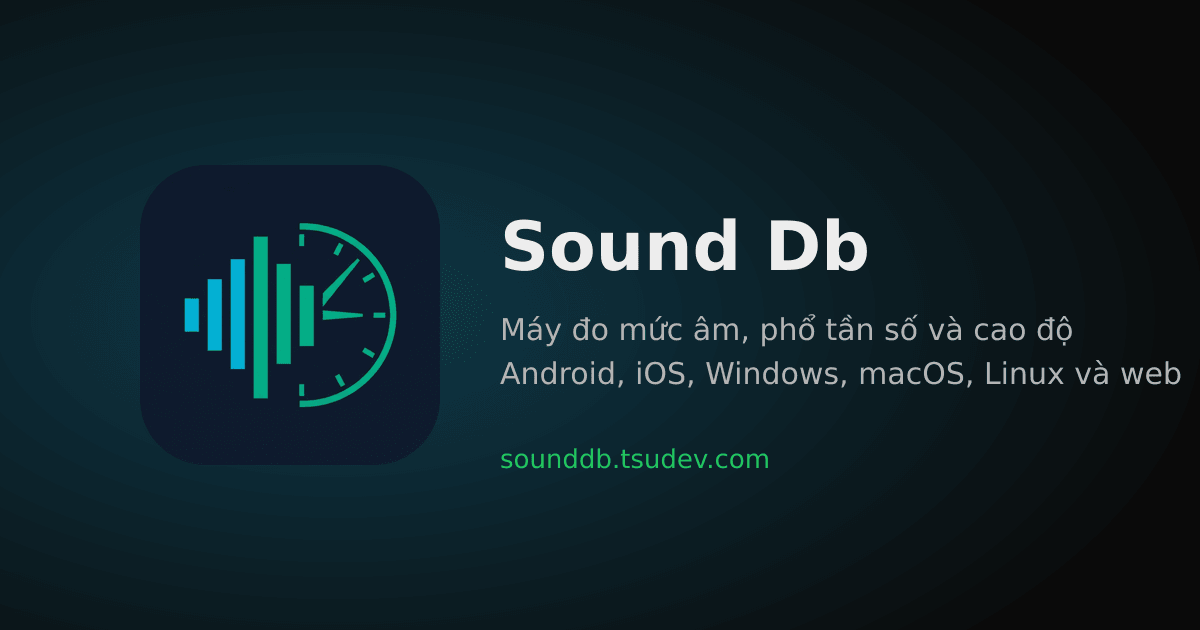 Sound Db
Máy đo mức âm, phổ tần số và cao độ
Android, iOS, Windows, macOS, Linux và web
sounddb.tsudev.com